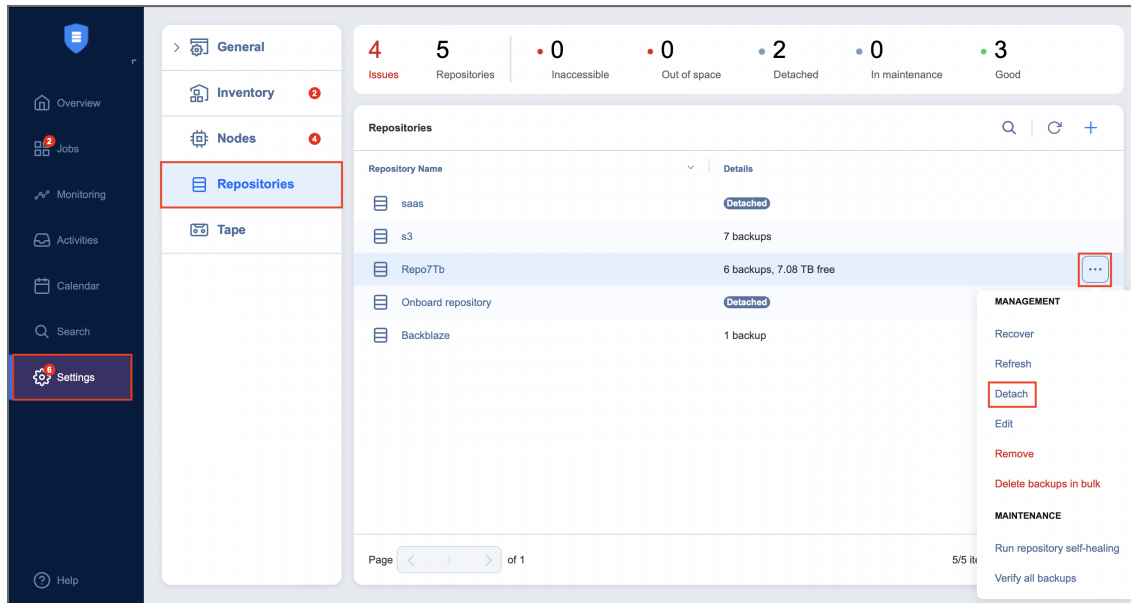 Overview
2
Jobs
Monitoring
Activities
Calendar
Search
6
Settings
Help
General
Inventory 2
Nodes 4
Repositories
Tape
4 5 0 0 2 0 3
Issues Repositories Inaccessible Out of space Detached In maintenance Good
Repositories
Repository Name Details
saas Detached
s3 7 backups
Repo7Tb 6 backups, 7.08 TB free
Onboard repository Detached
Backblaze 1 backup
MANAGEMENT
Recover
Refresh
Detach
Edit
Remove
Delete backups in bulk
MAINTENANCE
Run repository self-healing
Verify all backups
Page 1 of 1 5/5